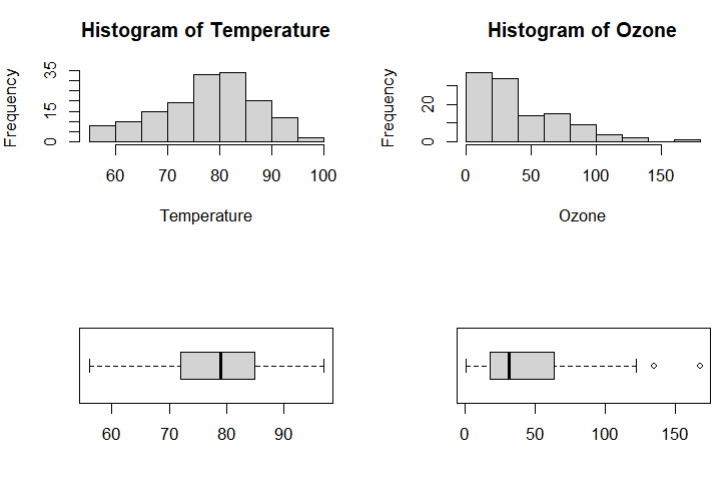 Histogram of Temperature
Frequency
0 15 35
60 70 80 90 100
Temperature
Histogram of Ozone
Frequency
0 20
0 50 100 150
Ozone
60 70 80 90
0 50 100 150